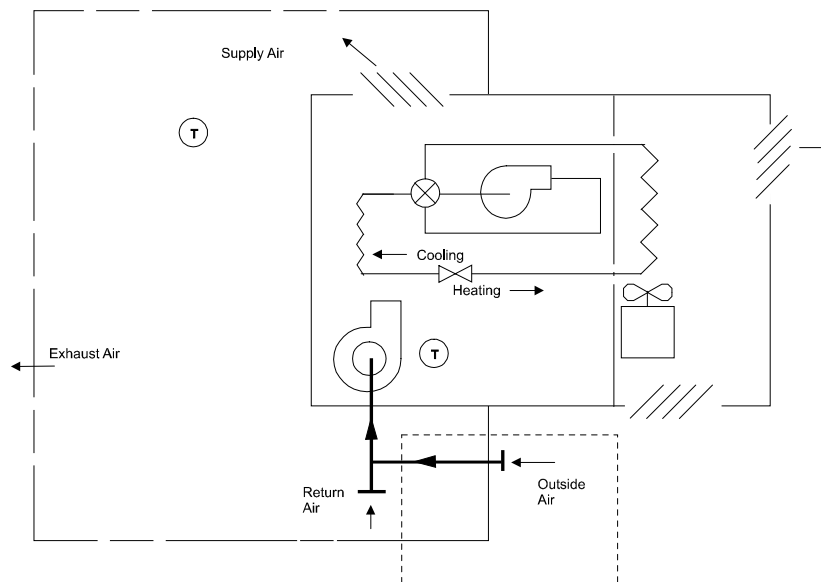 Supply Air
T
Cooling
Heating
Exhaust Air
T
Return
Air
Outside
Air